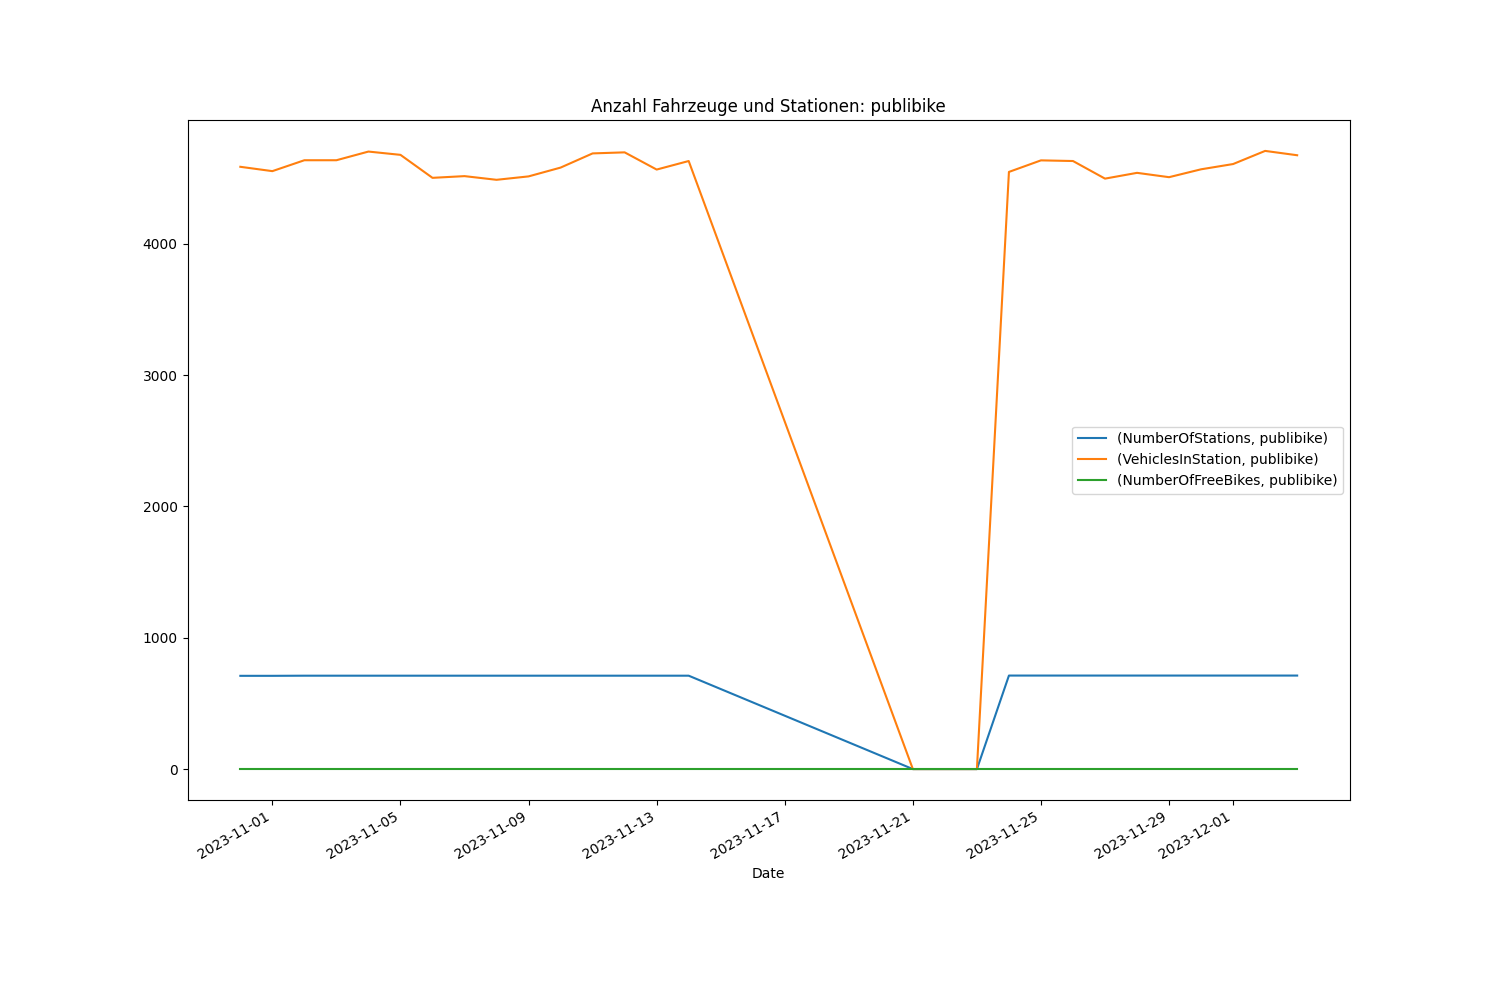 Anzahl Fahrzeuge und Stationen: publibike
4000
3000
2000
1000
0
(NumberOfStations, publibike)
(VehiclesInStation, publibike)
(NumberOfFreeBikes, publibike)
2023-11-01
2023-11-05
2023-11-09
2023-11-13
2023-11-17
2023-11-21
2023-11-25
2023-11-29
2023-12-01
Date